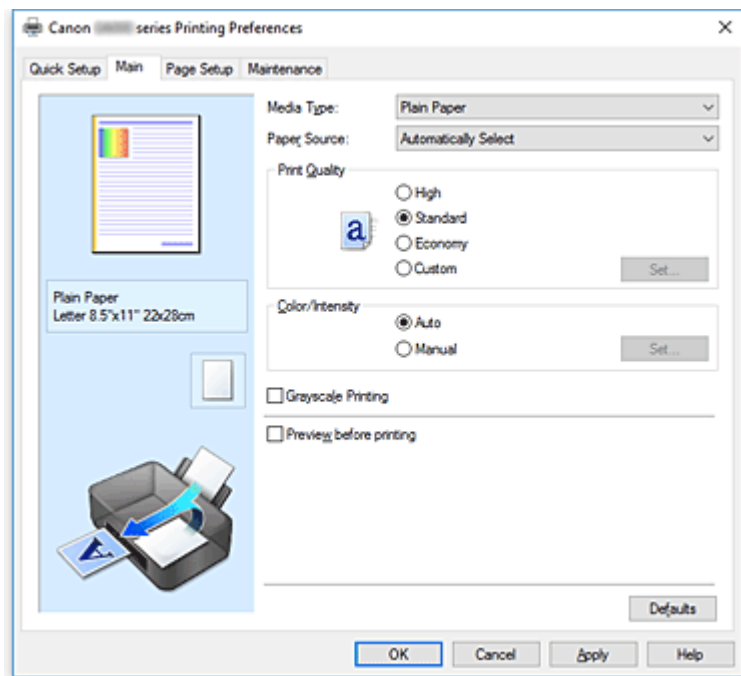 Canon series Printing Preferences
Quick Setup Main Page Setup Maintenance
Media Type: Plain Paper
Paper Source: Automatically Select
Print Quality
High
a Standard
Economy
Custom Set...
Plain Paper
Letter 8.5"x11" 22x28cm
Color/Intensity
Auto
Manual Set...
Grayscale Printing
Preview before printing
A
Defaults
OK Cancel Apply Help